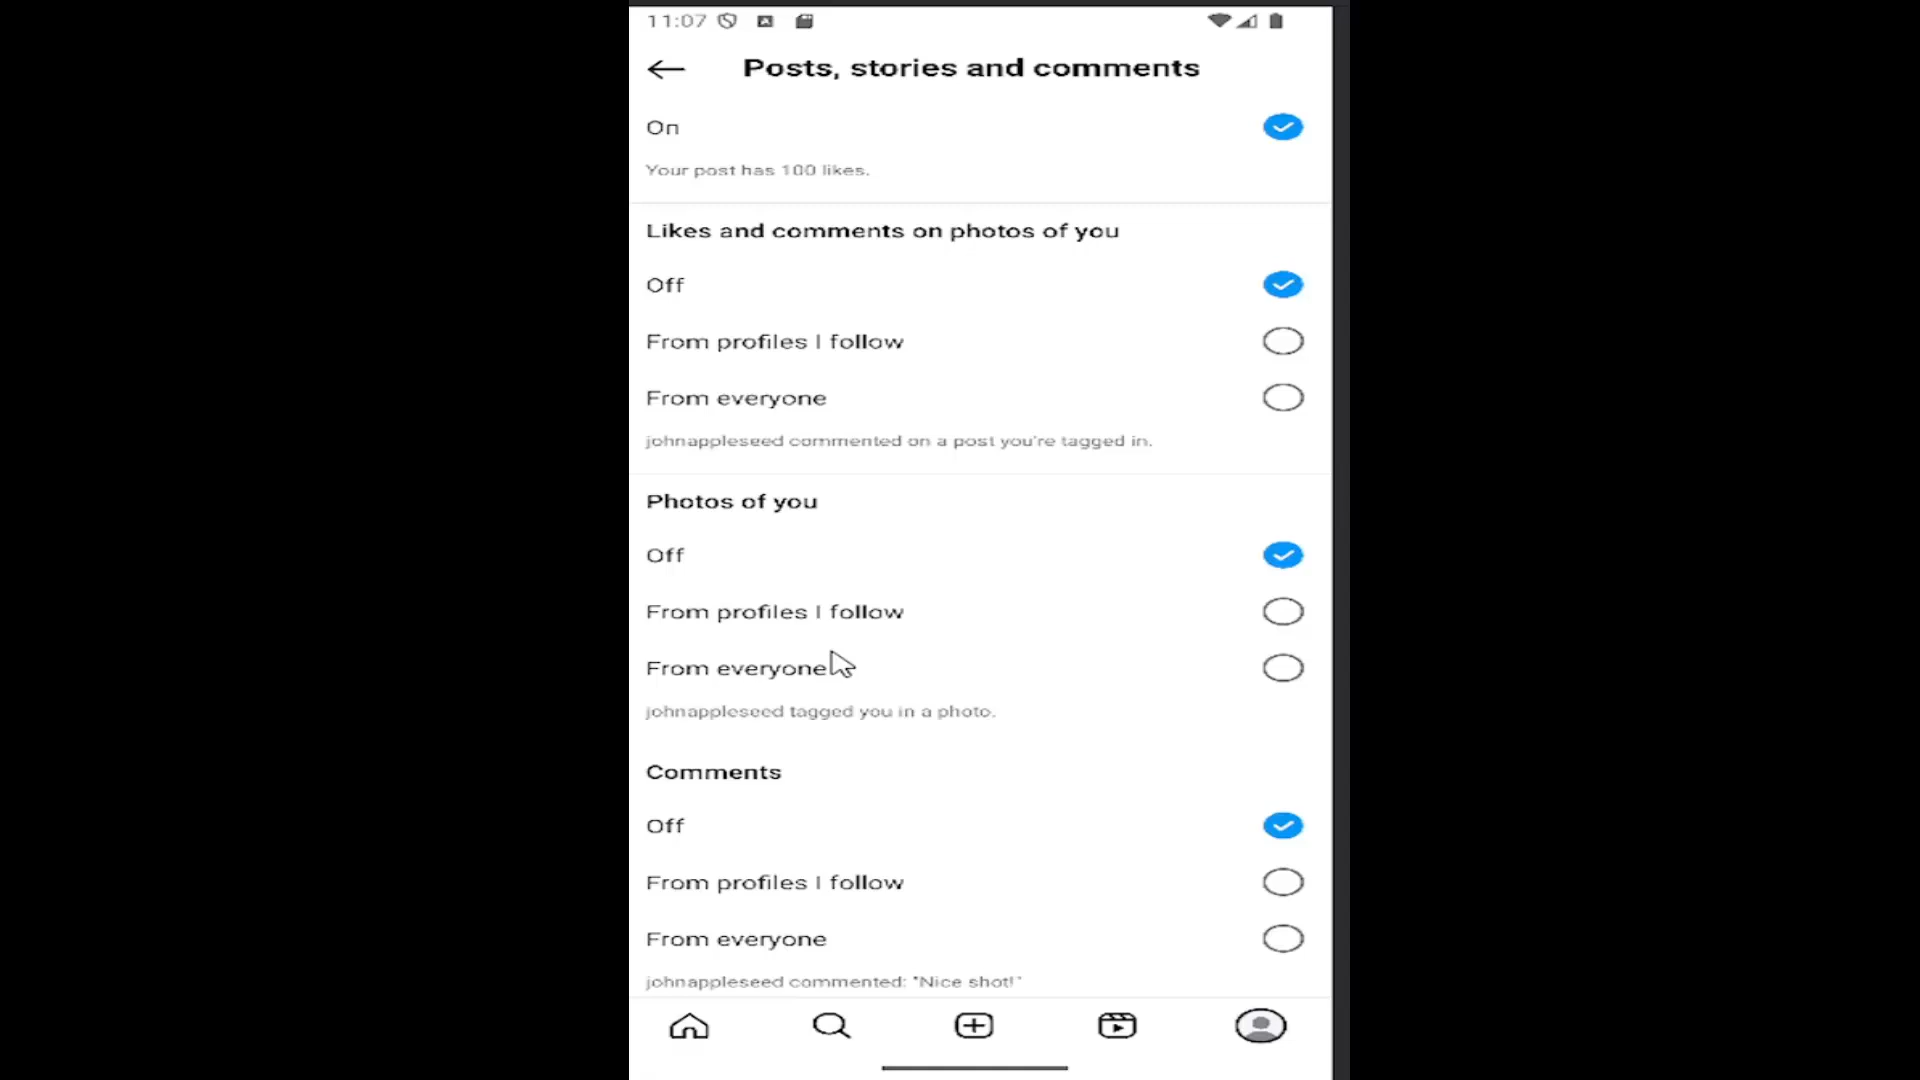 11:07
Posts, stories and comments
On
Your post has 100 likes.
Likes and comments on photos of you
Off
From profiles I follow
From everyone
johnappleseed commented on a post you're tagged in.
Photos of you
Off
From profiles I follow
From everyone
johnappleseed tagged you in a photo.
Comments
Off
From profiles I follow
From everyone
johnappleseed commented: "Nice shot!"